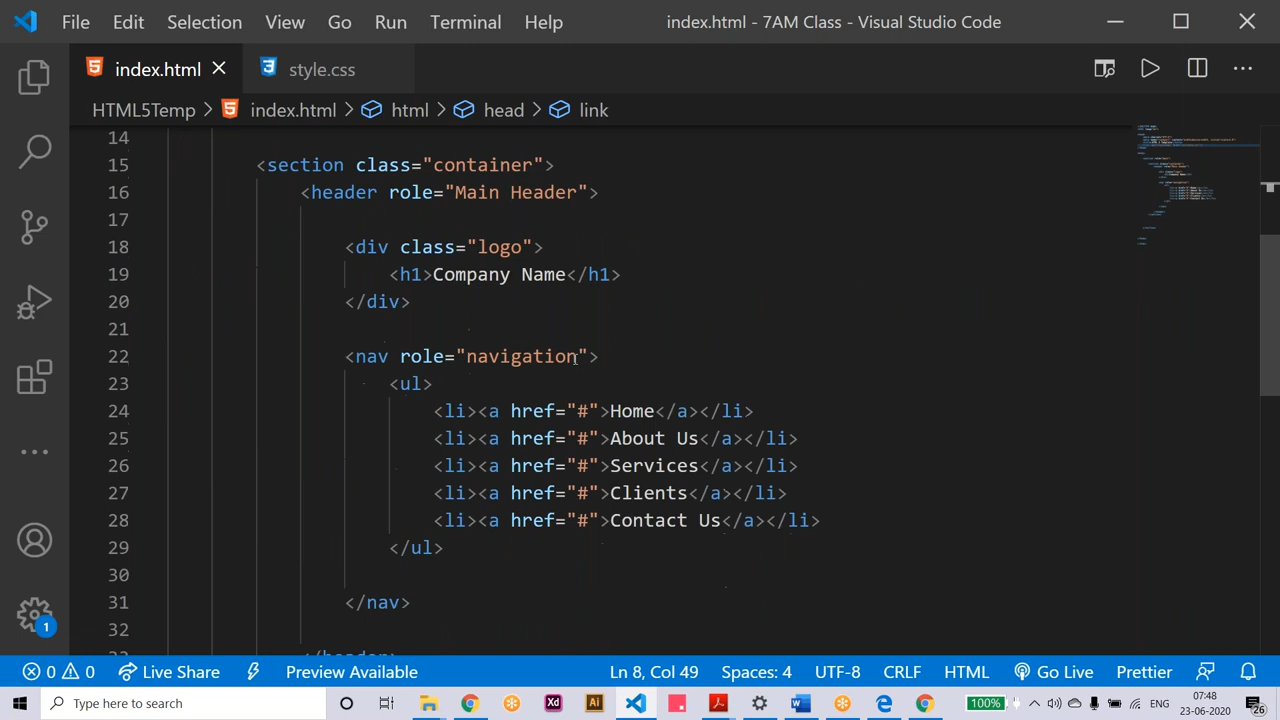 File Edit Selection View Go Run Terminal Help index.html - 7AM Class - Visual Studio Code
index.html style.css
HTML5Temp > index.html > html > head > link
14
15 <section class="container">
16 <header role="Main Header">
17
18 <div class="logo">
19 <h1>Company Name</h1>
20 </div>
21
22 <nav role="navigation">
23 <ul>
24 <li><a href="#">Home</a></li>
25 <li><a href="#">About Us</a></li>
26 <li><a href="#">Services</a></li>
27 <li><a href="#">Clients</a></li>
28 <li><a href="#">Contact Us</a></li>
29 </ul>
30
31 </nav>
32
33 </header>
1
0 0 Live Share Preview Available Ln 8, Col 49 Spaces: 4 UTF-8 CRLF HTML Go Live Prettier
Type here to search Xd Ai 100% ENG 07:48
23-06-2020 26